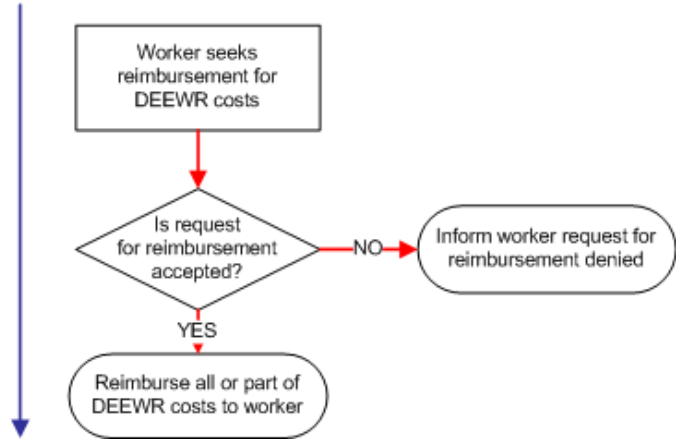 Worker seeks
reimbursement for
DEEWR costs
Is request
for reimbursement
accepted?
NO
Inform worker request for
reimbursement denied
YES
Reimburse all or part of
DEEWR costs to worker